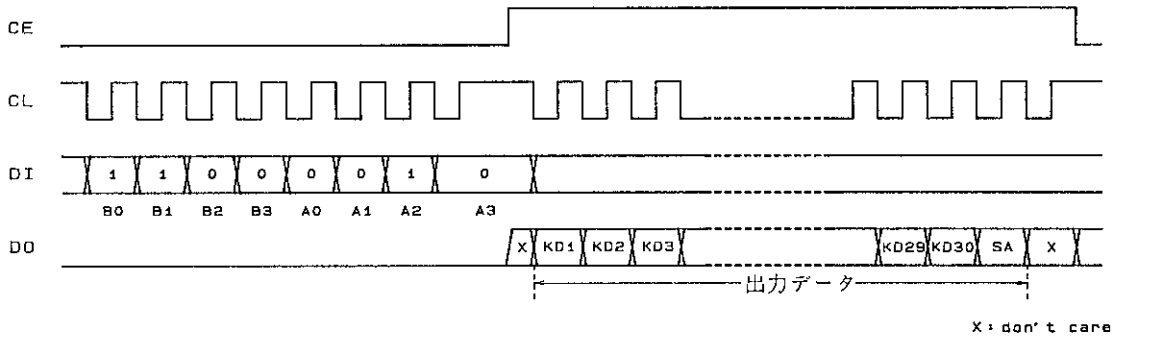 CE
CL
DI 1 1 0 0 0 0 1 0
B0 B1 B2 B3 A0 A1 A2 A3
DO X KD1 KD2 KD3 KD29 KD30 SA X
出力データ
X：don't care